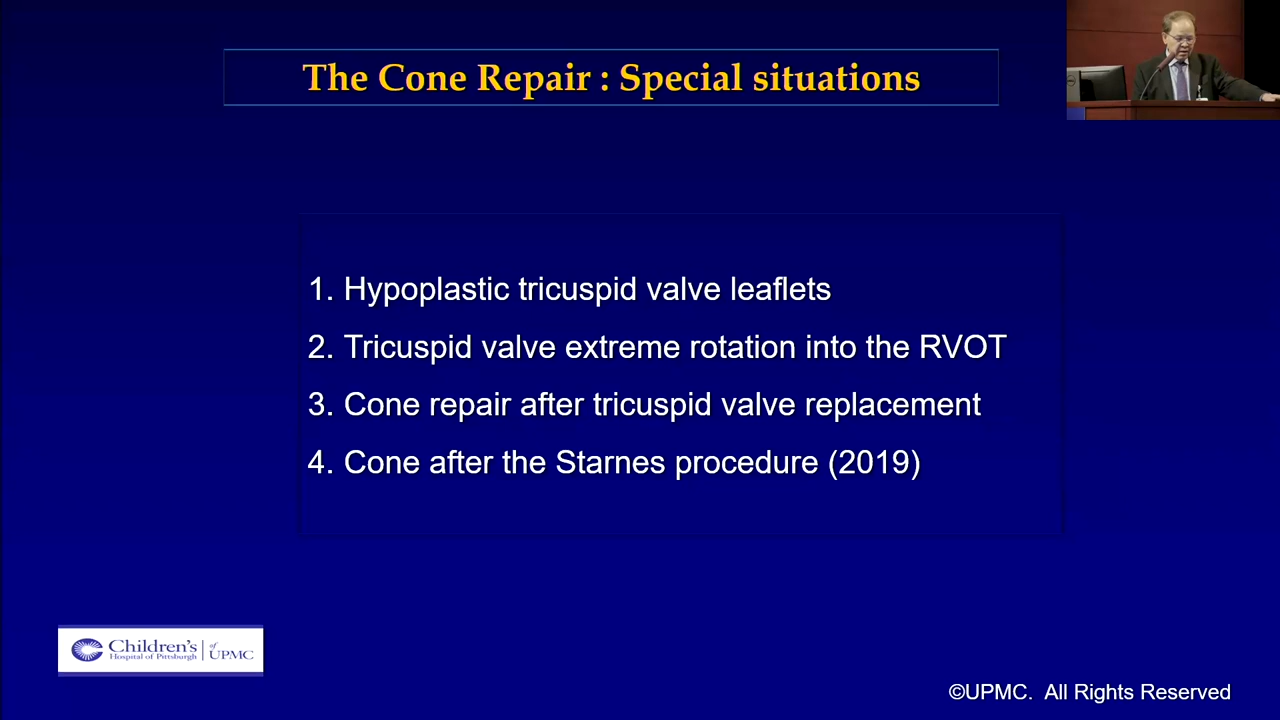 The Cone Repair : Special situations
1. Hypoplastic tricuspid valve leaflets
2. Tricuspid valve extreme rotation into the RVOT
3. Cone repair after tricuspid valve replacement
4. Cone after the Starnes procedure (2019)
Children's of UPMC
Hospital of Pittsburgh
©UPMC. All Rights Reserved